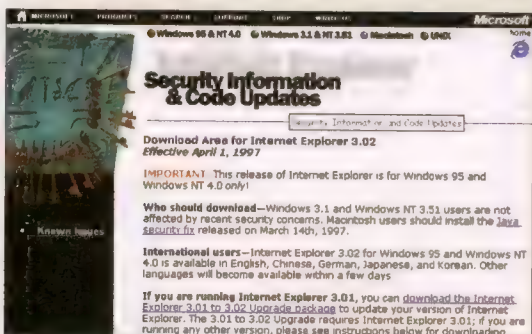 MICROSOFT PRODUCTS SEARCH SUPPORT SHOP WRITE US Microsoft
Windows 95 & NT 4.0 Windows 3.1 & NT 3.51 Macintosh UNIX home
Security Information
& Code Updates
Security Information and Code Updates
Download Area for Internet Explorer 3.02
Effective April 1, 1997
IMPORTANT This release of Internet Explorer is for Windows 95 and
Windows NT 4.0 only!
Who should download—Windows 3.1 and Windows NT 3.51 users are not
affected by recent security concerns. Macintosh users should install the Java
security fix released on March 14th, 1997.
Known Issues
International users—Internet Explorer 3.02 for Windows 95 and Windows NT
4.0 is available in English, Chinese, German, Japanese, and Korean. Other
languages will become available within a few days
If you are running Internet Explorer 3.01, you can download the Internet
Explorer 3.01 to 3.02 Upgrade package to update your version of Internet
Explorer. The 3.01 to 3.02 Upgrade requires Internet Explorer 3.01; if you are
running any other version, please see instructions below for downloading